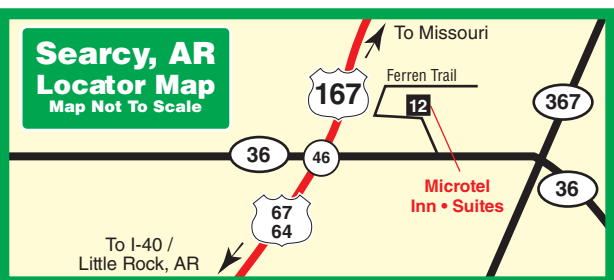 Searcy, AR
Locator Map
Map Not To Scale
To Missouri
Ferren Trail
167
12
367
36
46
Microtel
Inn • Suites
36
67
64
To I-40 /
Little Rock, AR